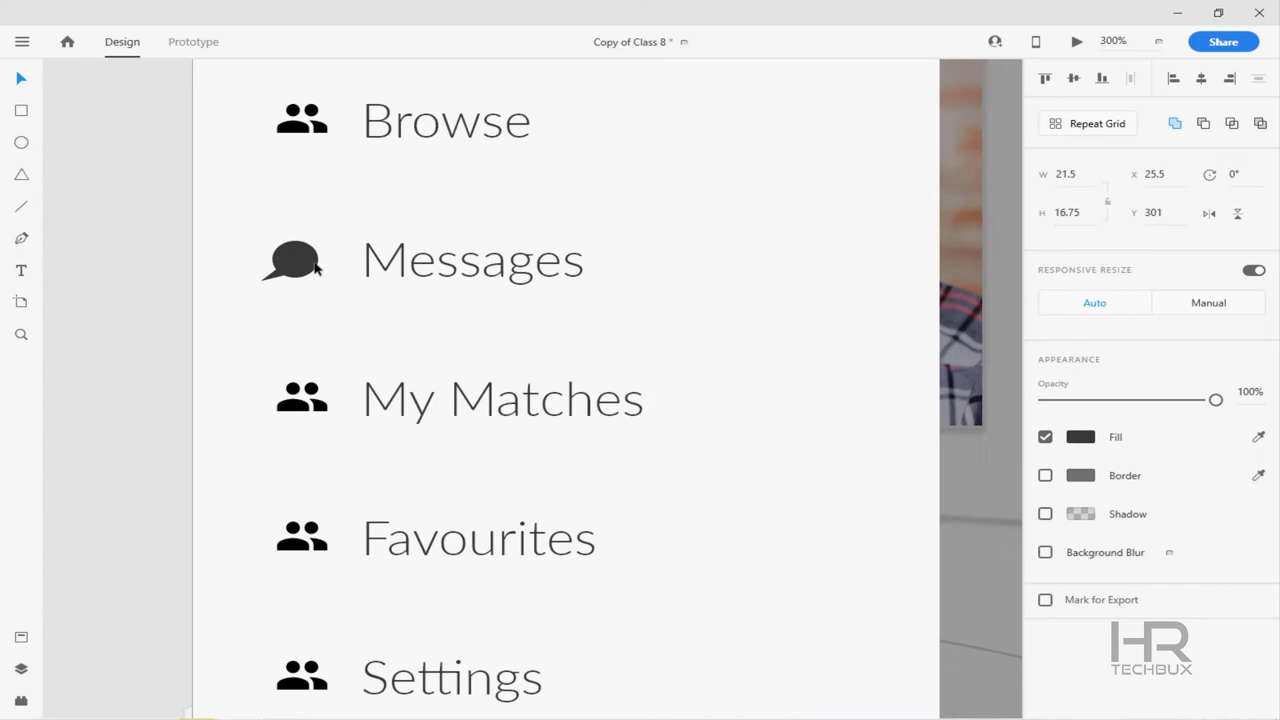 Design
Prototype
Copy of Class 8 *
300%
Share
Browse
Messages
My Matches
Favourites
Settings
Repeat Grid
W 21.5 X 25.5 0°
H 16.75 Y 301
RESPONSIVE RESIZE
Auto
Manual
APPEARANCE
Opacity
100%
Fill
Border
Shadow
Background Blur
Mark for Export
HR
TECHBUX